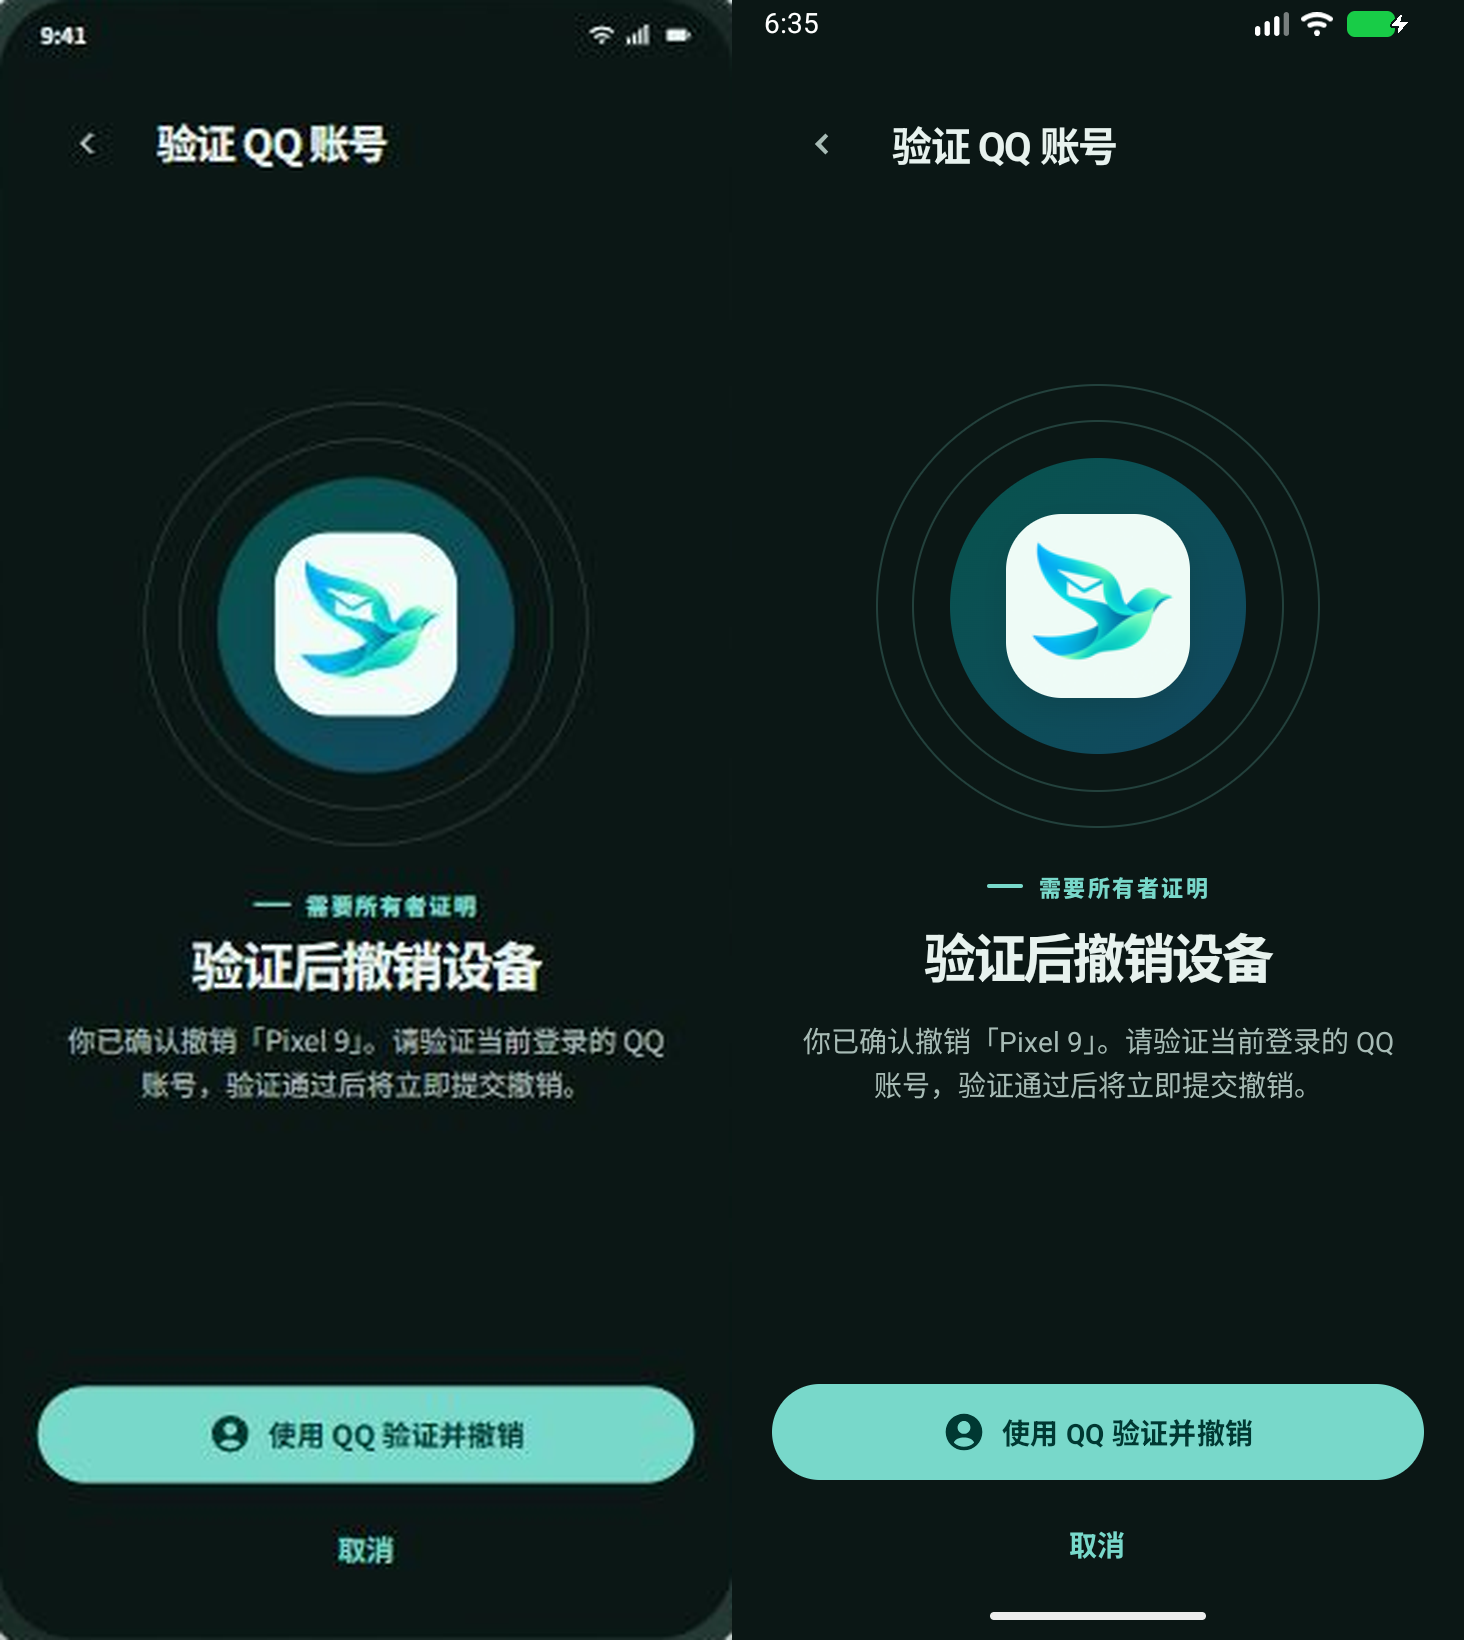 9:41
验证 QQ 账号
需要所有者证明
验证后撤销设备
你已确认撤销「Pixel 9」。请验证当前登录的 QQ
账号，验证通过后将立即提交撤销。
使用 QQ 验证并撤销
取消
6:35
验证 QQ 账号
需要所有者证明
验证后撤销设备
你已确认撤销「Pixel 9」。请验证当前登录的 QQ
账号，验证通过后将立即提交撤销。
使用 QQ 验证并撤销
取消